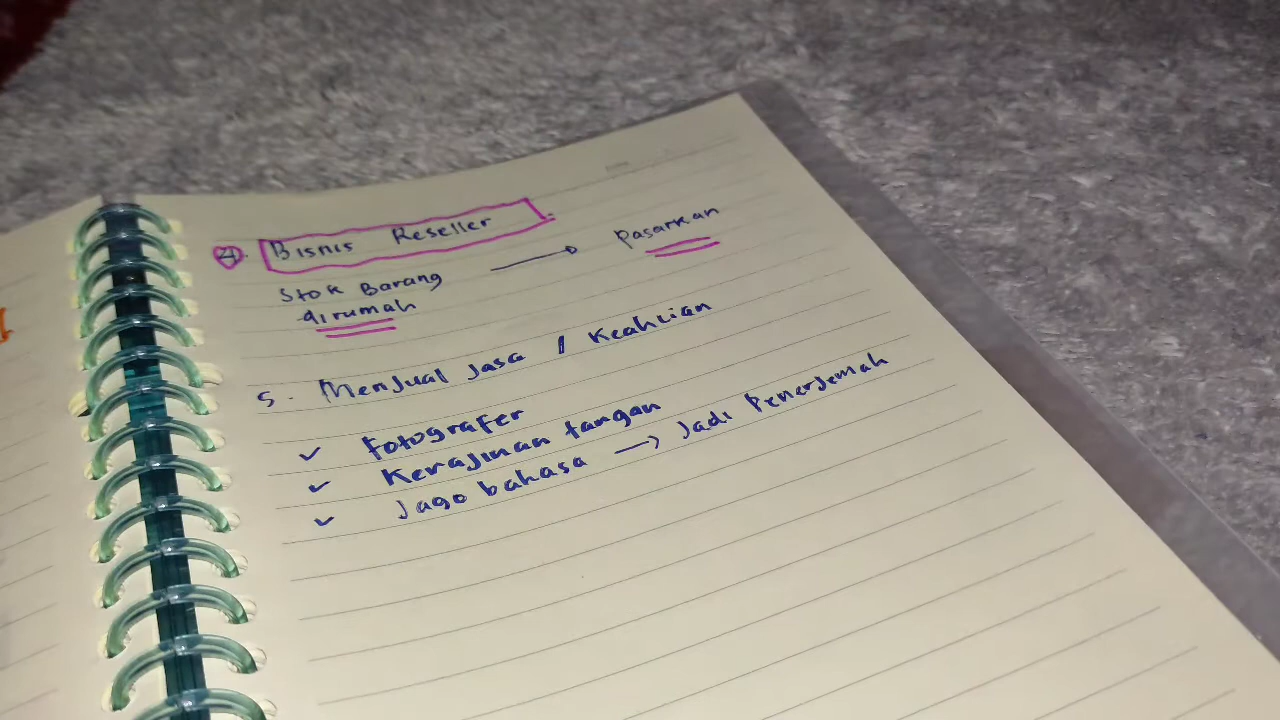 4. Bisnis Reseller :
Stok Barang → Pasarkan
dirumah
5. Menjual Jasa / Keahlian
✓ Fotografer
✓ Kerajinan tangan
✓ Jago bahasa → Jadi Penerjemah